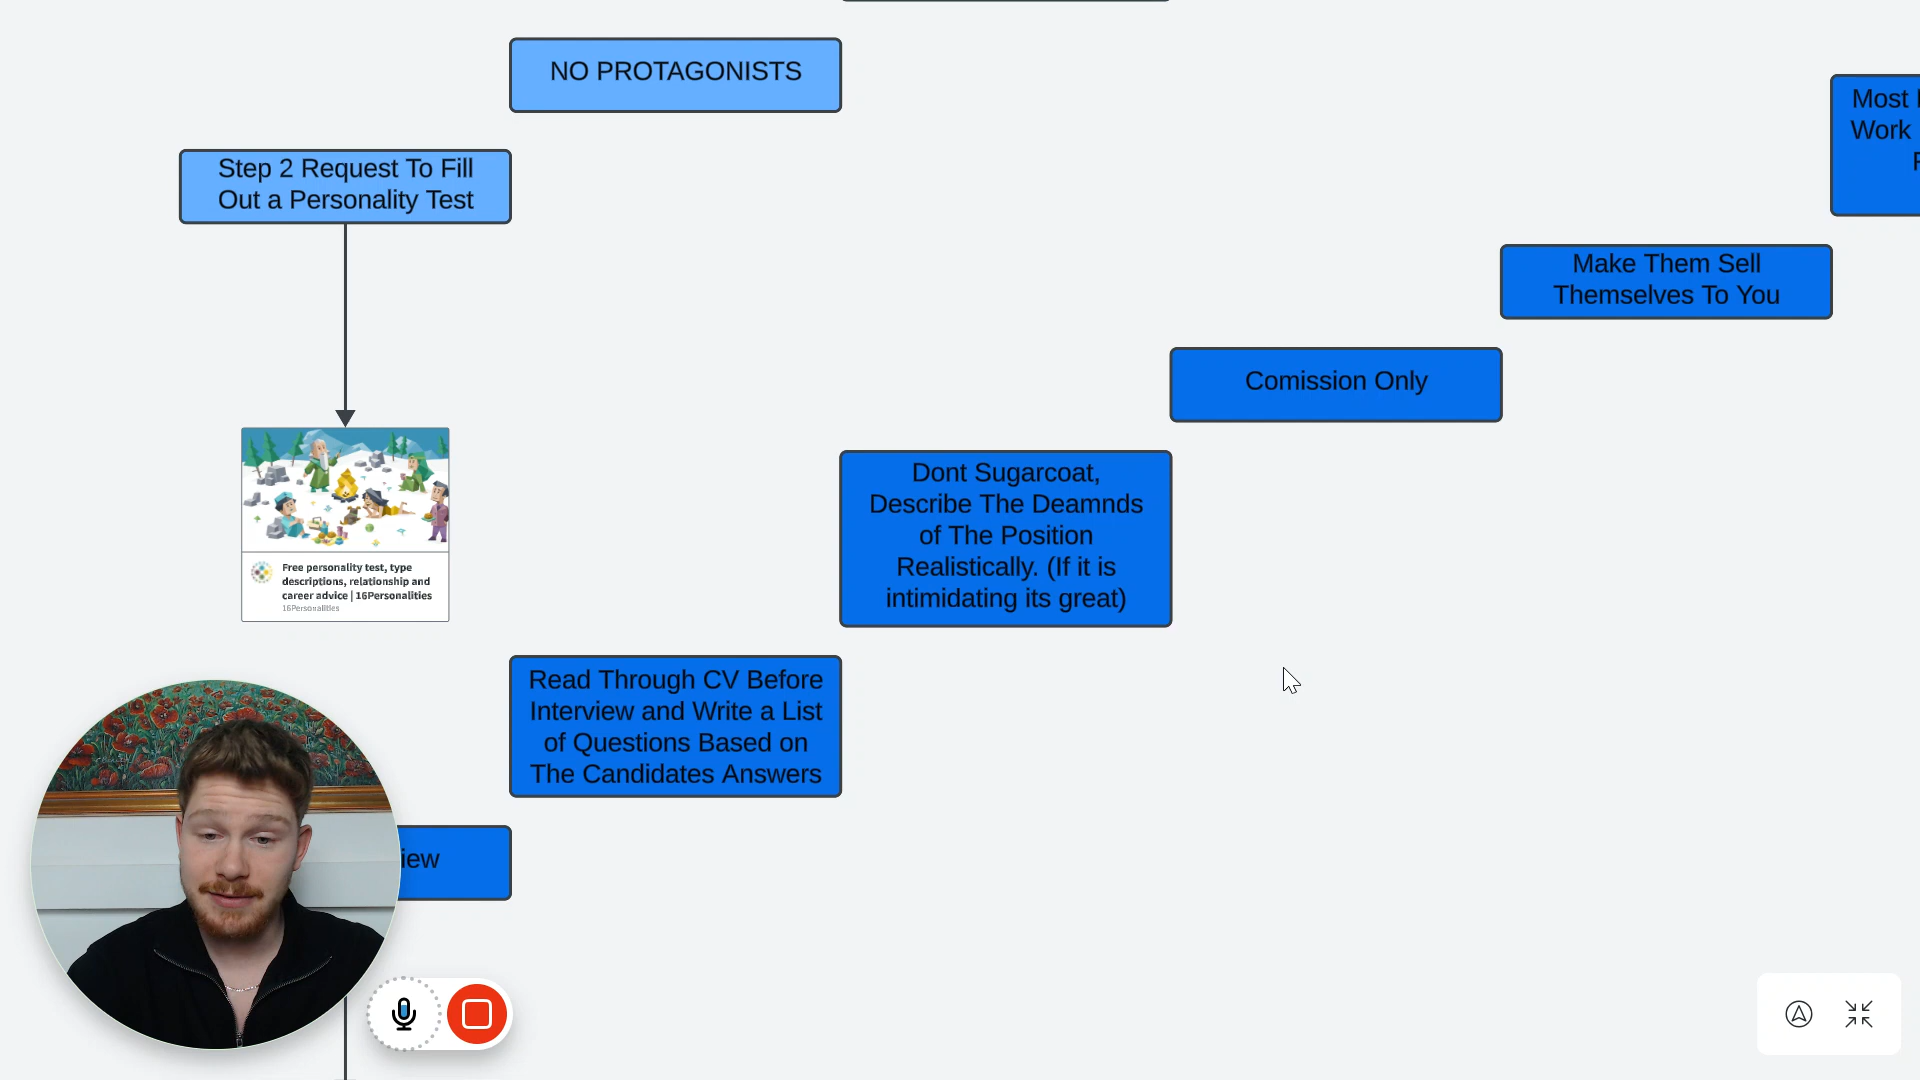 NO PROTAGONISTS
Step 2 Request To Fill
Out a Personality Test
Most
Work
Make Them Sell
Themselves To You
Comission Only
Dont Sugarcoat,
Describe The Deamnds
of The Position
Realistically. (If it is
intimidating its great)
Free personality test, type
descriptions, relationship and
career advice | 16Personalities
16Personalities
Read Through CV Before
Interview and Write a List
of Questions Based on
The Candidates Answers
iew